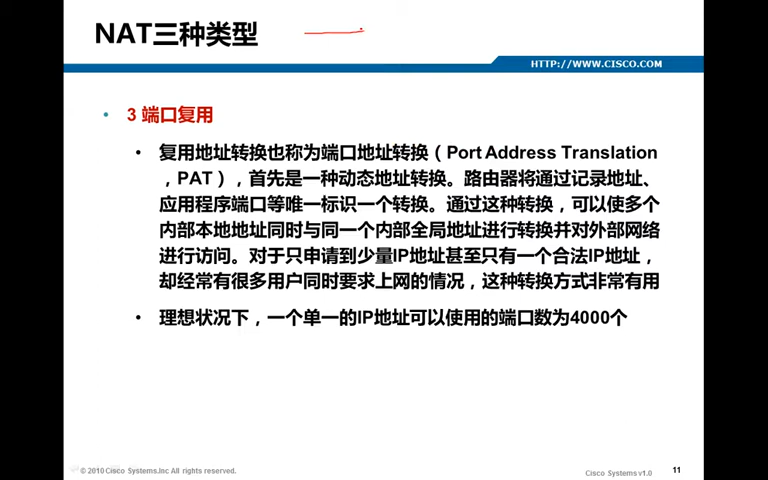 NAT三种类型
HTTP://WWW.CISCO.COM
• 3 端口复用
• 复用地址转换也称为端口地址转换（Port Address Translation
，PAT），首先是一种动态地址转换。路由器将通过记录地址、
应用程序端口等唯一标识一个转换。通过这种转换，可以使多个
内部本地地址同时与同一个内部全局地址进行转换并对外部网络
进行访问。对于只申请到少量IP地址甚至只有一个合法IP地址，
却经常有很多用户同时要求上网的情况，这种转换方式非常有用
• 理想状况下，一个单一的IP地址可以使用的端口数为4000个
© 2010 Cisco Systems.Inc All rights reserved.
Cisco Systems v1.0
11